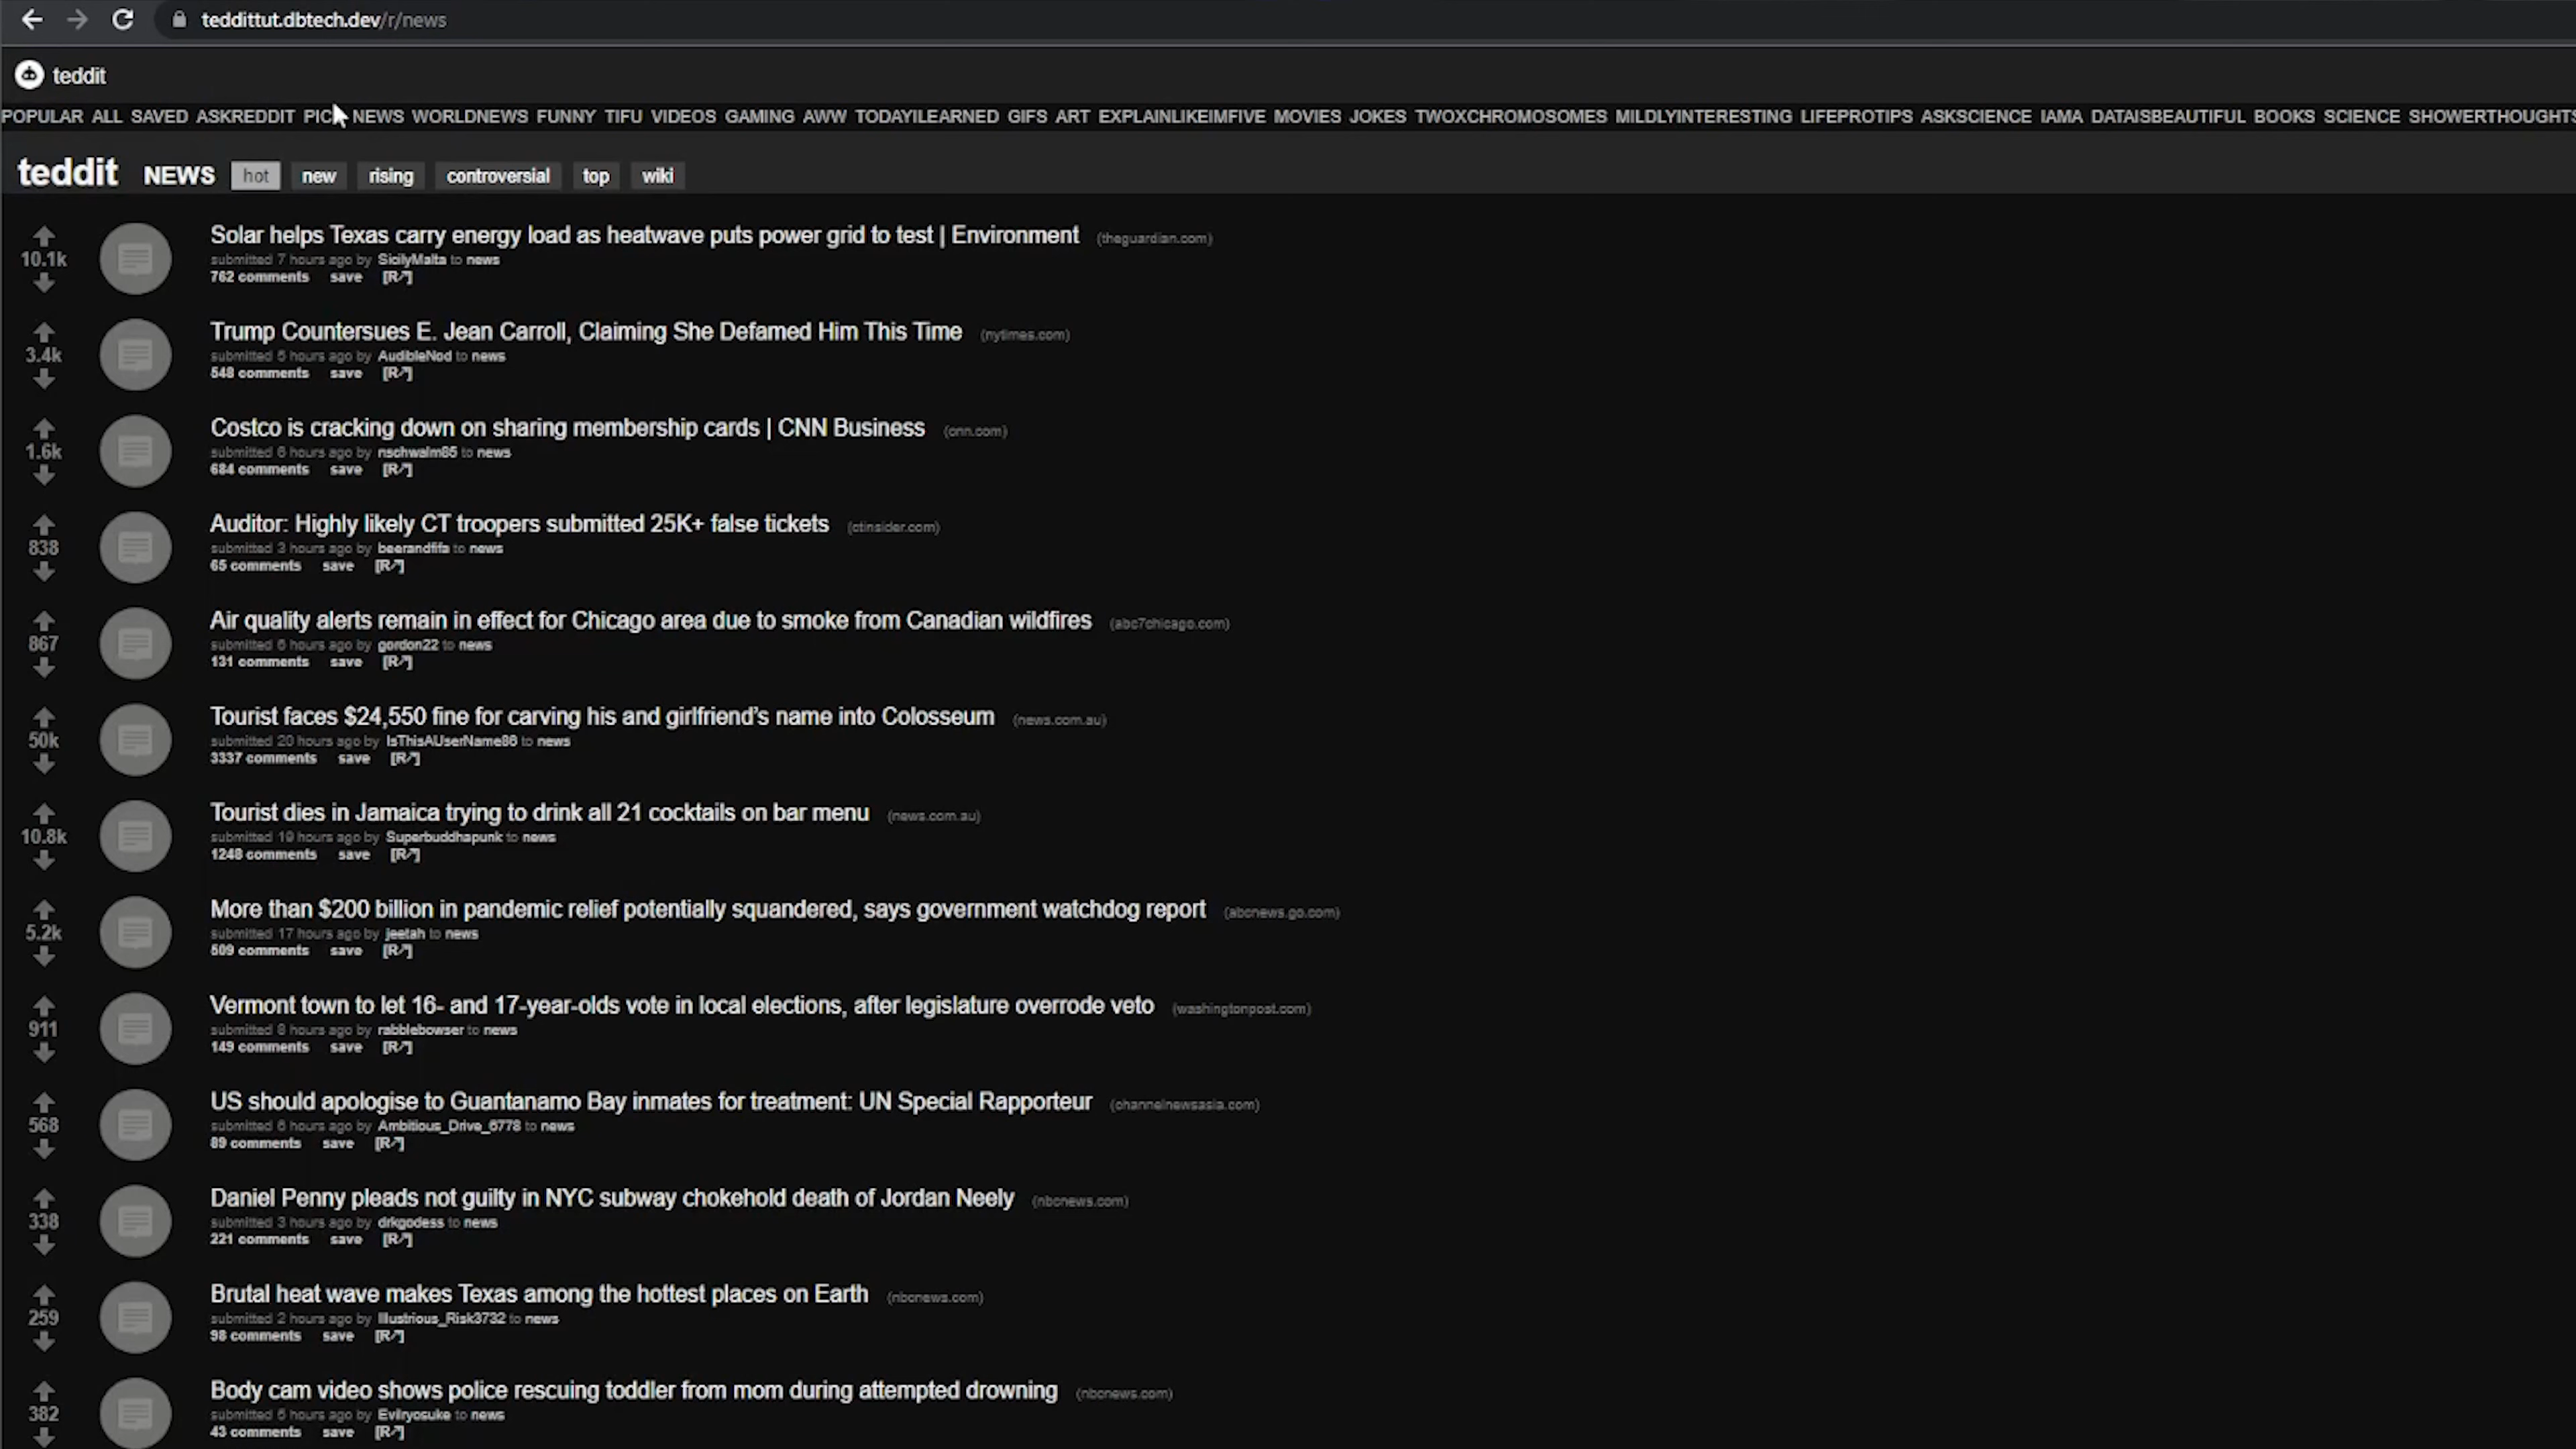 teddittut.dbtech.dev/r/news
teddit
POPULAR ALL SAVED ASKREDDIT PIC NEWS WORLDNEWS FUNNY TIFU VIDEOS GAMING AWW TODAYILEARNED GIFS ART EXPLAINLIKEIMFIVE MOVIES JOKES TWOXCHROMOSOMES MILDLYINTERESTING LIFEPROTIPS ASKSCIENCE IAMA DATAISBEAUTIFUL BOOKS SCIENCE SHOWERTHOUGHTS
teddit NEWS hot new rising controversial top wiki
Solar helps Texas carry energy load as heatwave puts power grid to test | Environment (theguardian.com)
10.1k submitted 7 hours ago by SicilyMalta to news
762 comments save [R↗]
Trump Countersues E. Jean Carroll, Claiming She Defamed Him This Time (nytimes.com)
3.4k submitted 5 hours ago by AudibleNod to news
548 comments save [R↗]
Costco is cracking down on sharing membership cards | CNN Business (cnn.com)
1.6k submitted 6 hours ago by nschwalm85 to news
684 comments save [R↗]
Auditor: Highly likely CT troopers submitted 25K+ false tickets (ctinsider.com)
838 submitted 3 hours ago by beerandfifa to news
65 comments save [R↗]
Air quality alerts remain in effect for Chicago area due to smoke from Canadian wildfires (abc7chicago.com)
867 submitted 6 hours ago by gordon22 to news
131 comments save [R↗]
Tourist faces $24,550 fine for carving his and girlfriend’s name into Colosseum (news.com.au)
50k submitted 20 hours ago by IsThisAUserName86 to news
3337 comments save [R↗]
Tourist dies in Jamaica trying to drink all 21 cocktails on bar menu (news.com.au)
10.8k submitted 19 hours ago by Superbuddhapunk to news
1248 comments save [R↗]
More than $200 billion in pandemic relief potentially squandered, says government watchdog report (abcnews.go.com)
5.2k submitted 17 hours ago by jeetah to news
509 comments save [R↗]
Vermont town to let 16- and 17-year-olds vote in local elections, after legislature overrode veto (washingtonpost.com)
911 submitted 8 hours ago by rabblebowser to news
149 comments save [R↗]
US should apologise to Guantanamo Bay inmates for treatment: UN Special Rapporteur (channelnewsasia.com)
568 submitted 6 hours ago by Ambitious_Drive_6778 to news
89 comments save [R↗]
Daniel Penny pleads not guilty in NYC subway chokehold death of Jordan Neely (nbcnews.com)
338 submitted 3 hours ago by drkgodess to news
221 comments save [R↗]
Brutal heat wave makes Texas among the hottest places on Earth (nbcnews.com)
259 submitted 2 hours ago by Illustrious_Risk3732 to news
98 comments save [R↗]
Body cam video shows police rescuing toddler from mom during attempted drowning (nbcnews.com)
382 submitted 6 hours ago by Evilryosuke to news
43 comments save [R↗]